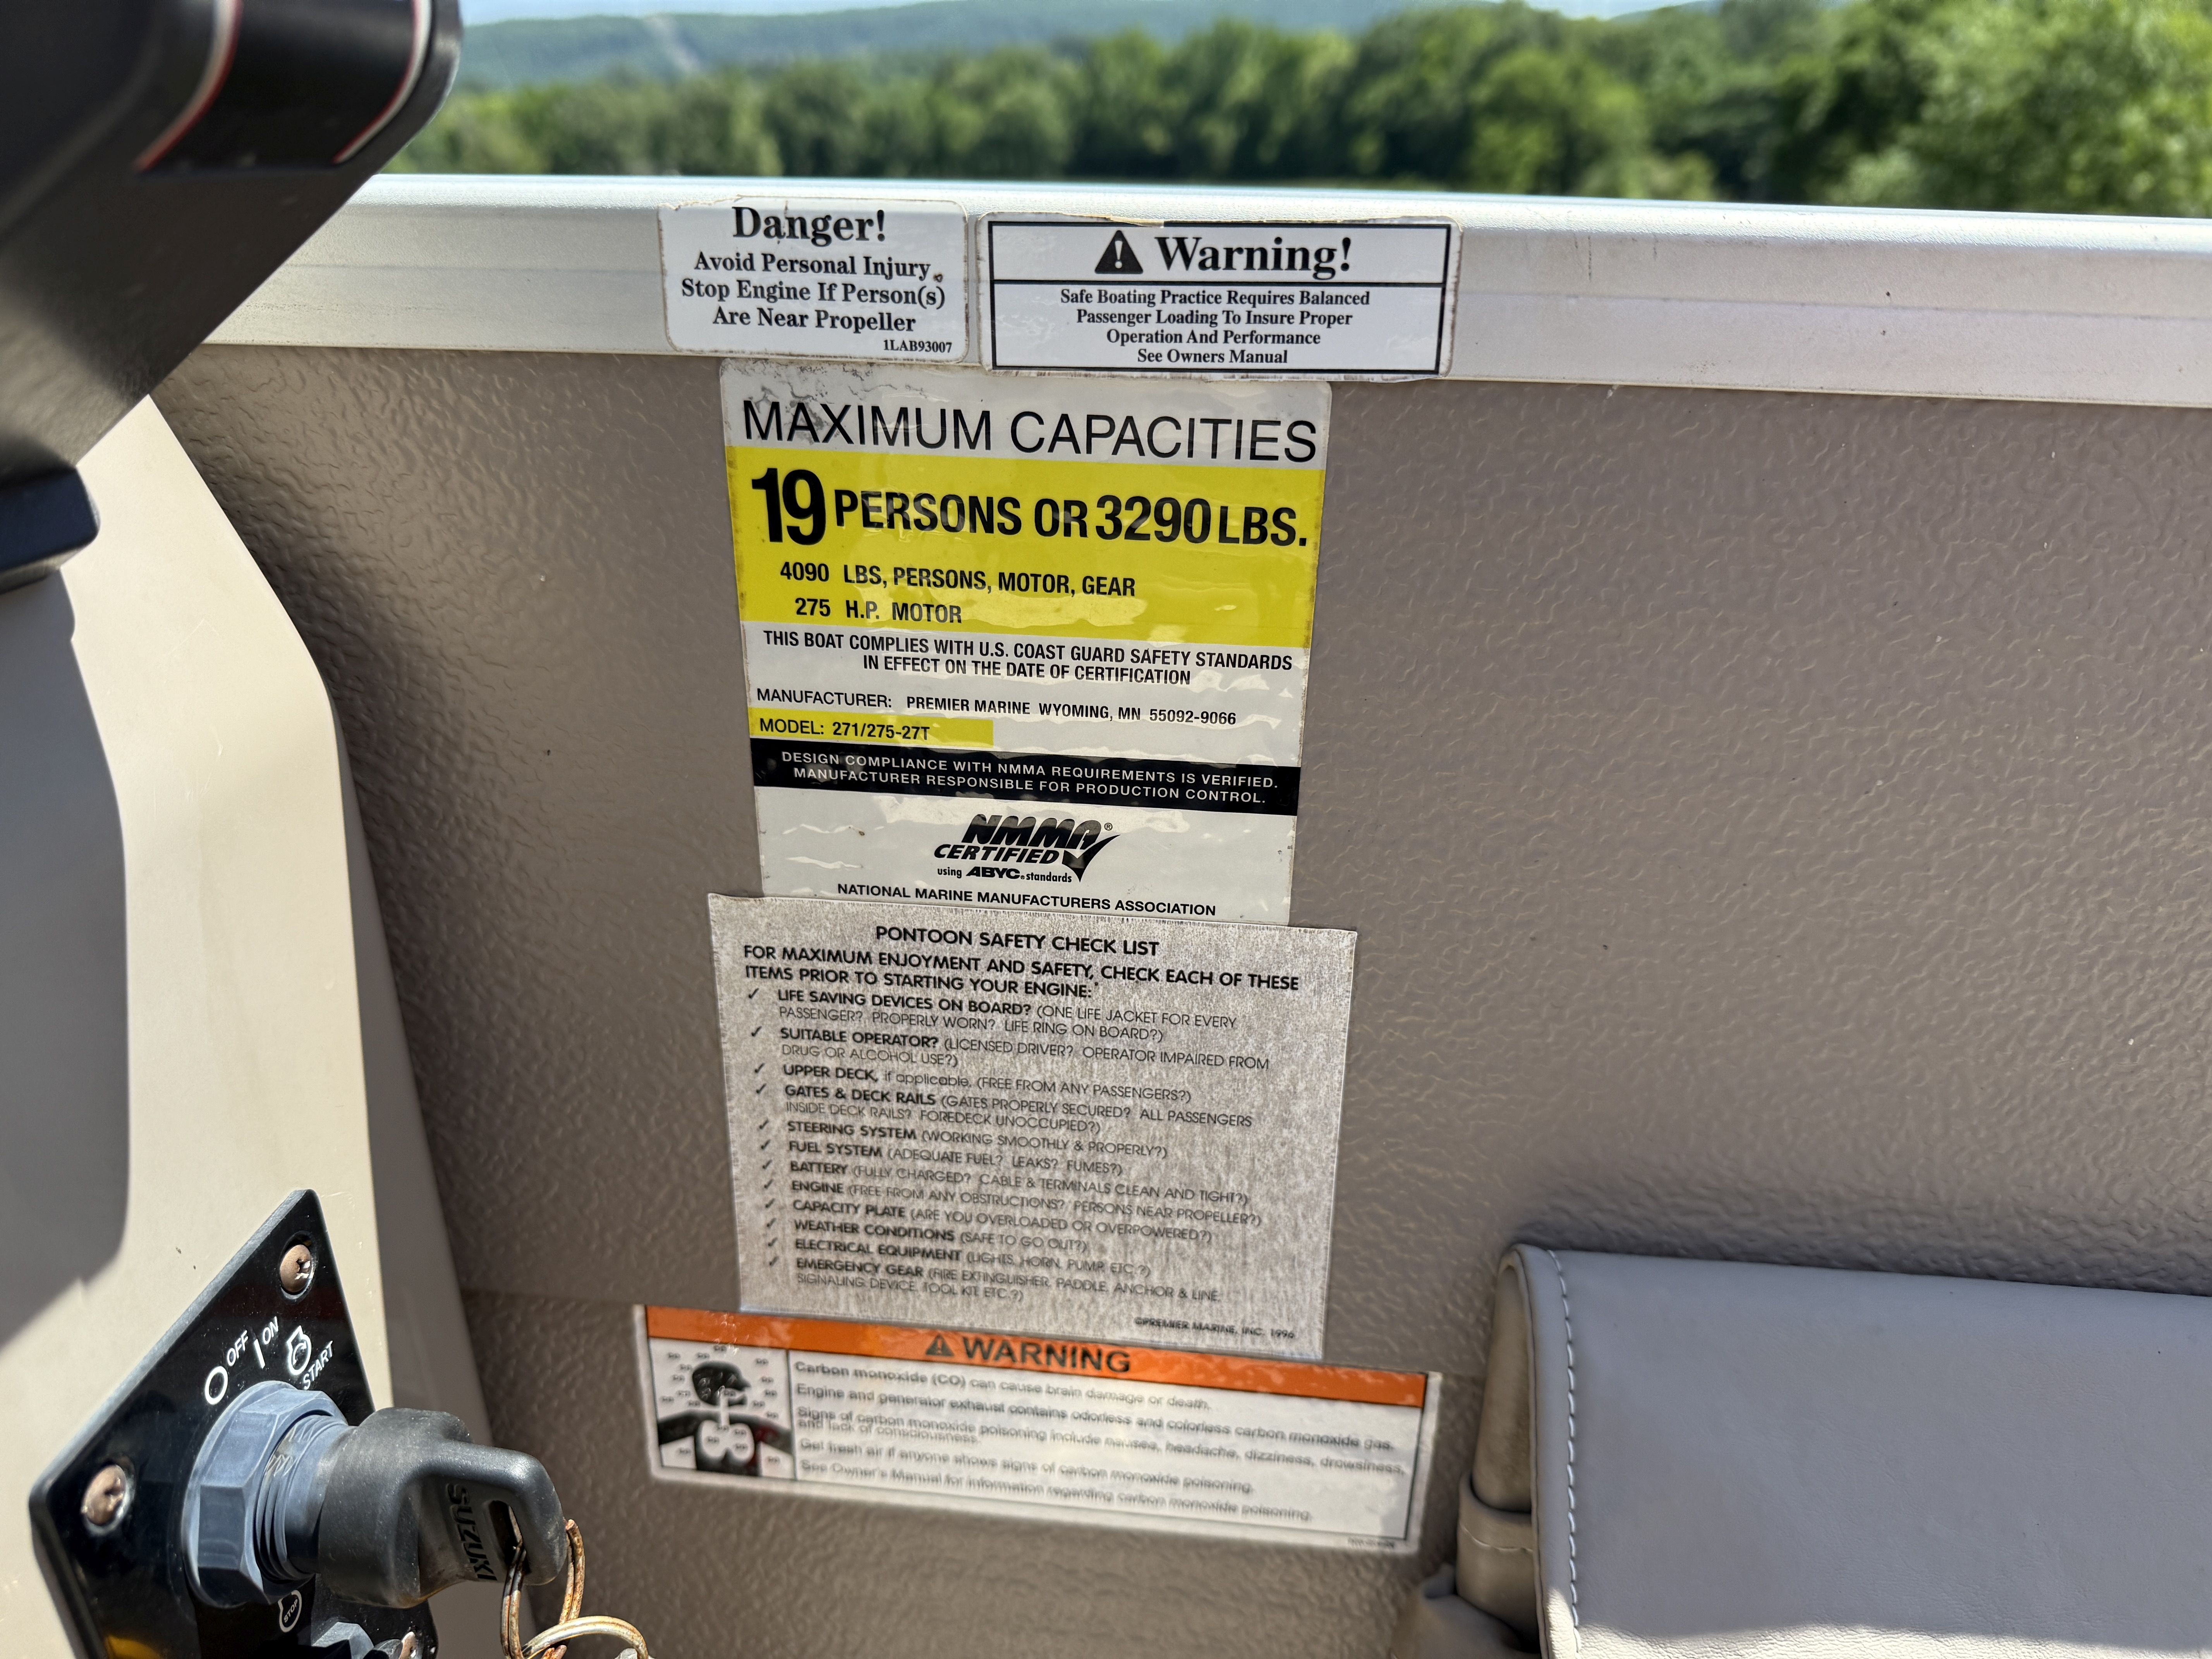 Danger!
Avoid Personal Injury
Stop Engine If Person(s)
Are Near Propeller
1LAB93007
Warning!
Safe Boating Practice Requires Balanced
Passenger Loading To Insure Proper
Operation And Performance
See Owners Manual
MAXIMUM CAPACITIES
19 PERSONS OR 3290 LBS.
4090 LBS, PERSONS, MOTOR, GEAR
275 H.P. MOTOR
THIS BOAT COMPLIES WITH U.S. COAST GUARD SAFETY STANDARDS
IN EFFECT ON THE DATE OF CERTIFICATION
MANUFACTURER: PREMIER MARINE WYOMING, MN 55092-9066
MODEL: 271/275-27T
DESIGN COMPLIANCE WITH NMMA REQUIREMENTS IS VERIFIED.
MANUFACTURER RESPONSIBLE FOR PRODUCTION CONTROL.
NMMA®
CERTIFIED
using ABYC® standards
NATIONAL MARINE MANUFACTURERS ASSOCIATION
PONTOON SAFETY CHECK LIST
FOR MAXIMUM ENJOYMENT AND SAFETY, CHECK EACH OF THESE
ITEMS PRIOR TO STARTING YOUR ENGINE:
✓ LIFE SAVING DEVICES ON BOARD? (ONE LIFE JACKET FOR EVERY
PASSENGER? PROPERLY WORN? LIFE RING ON BOARD?)
✓ SUITABLE OPERATOR? (LICENSED DRIVER? OPERATOR IMPAIRED FROM
DRUG OR ALCOHOL USE?)
✓ UPPER DECK, if applicable, (FREE FROM ANY PASSENGERS?)
✓ GATES & DECK RAILS (GATES PROPERLY SECURED? ALL PASSENGERS
INSIDE DECK RAILS? FOREDECK UNOCCUPIED?)
✓ STEERING SYSTEM (WORKING SMOOTHLY & PROPERLY?)
✓ FUEL SYSTEM (ADEQUATE FUEL? LEAKS? FUMES?)
✓ BATTERY (FULLY CHARGED? CABLE & TERMINALS CLEAN AND TIGHT?)
✓ ENGINE (FREE FROM ANY OBSTRUCTIONS? PERSONS NEAR PROPELLER?)
✓ CAPACITY PLATE (ARE YOU OVERLOADED OR OVERPOWERED?)
✓ WEATHER CONDITIONS (SAFE TO GO OUT?)
✓ ELECTRICAL EQUIPMENT (LIGHTS, HORN, PUMP, ETC.?)
✓ EMERGENCY GEAR (FIRE EXTINGUISHER, PADDLE, ANCHOR & LINE,
SIGNALING DEVICE, TOOL KIT, ETC.?)
©PREMIER MARINE, INC. 1996
WARNING
Carbon monoxide (CO) can cause brain damage or death.
Engine and generator exhaust contains odorless and colorless carbon monoxide gas.
Signs of carbon monoxide poisoning include nausea, headache, dizziness, drowsiness,
and lack of consciousness.
Get fresh air if anyone shows signs of carbon monoxide poisoning.
See Owner's Manual for information regarding carbon monoxide poisoning.
OFF
ON
START
SUZUKI
STOP